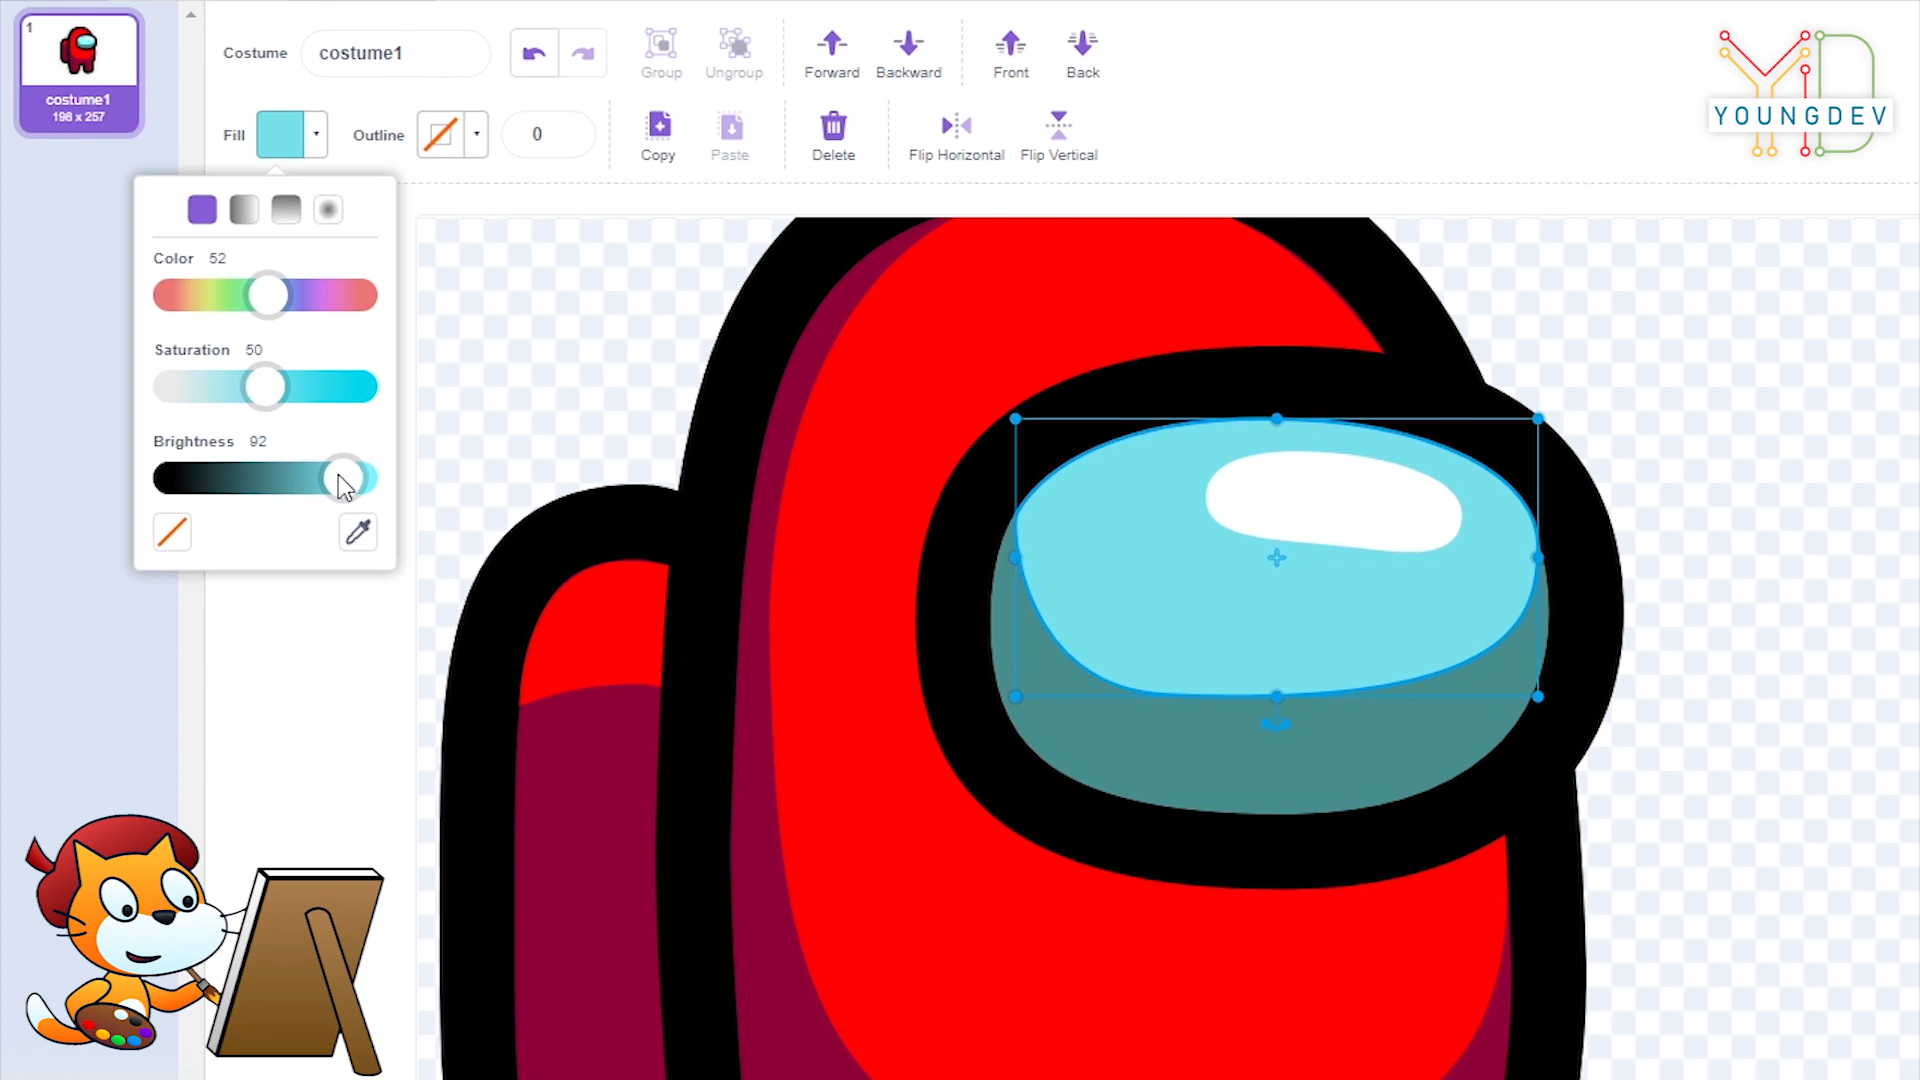 1
costume1
198 x 257
Costume
costume1
Group
Ungroup
Forward
Backward
Front
Back
Fill
Outline
0
Copy
Paste
Delete
Flip Horizontal
Flip Vertical
YOUNGDEV
Color 52
Saturation 50
Brightness 92